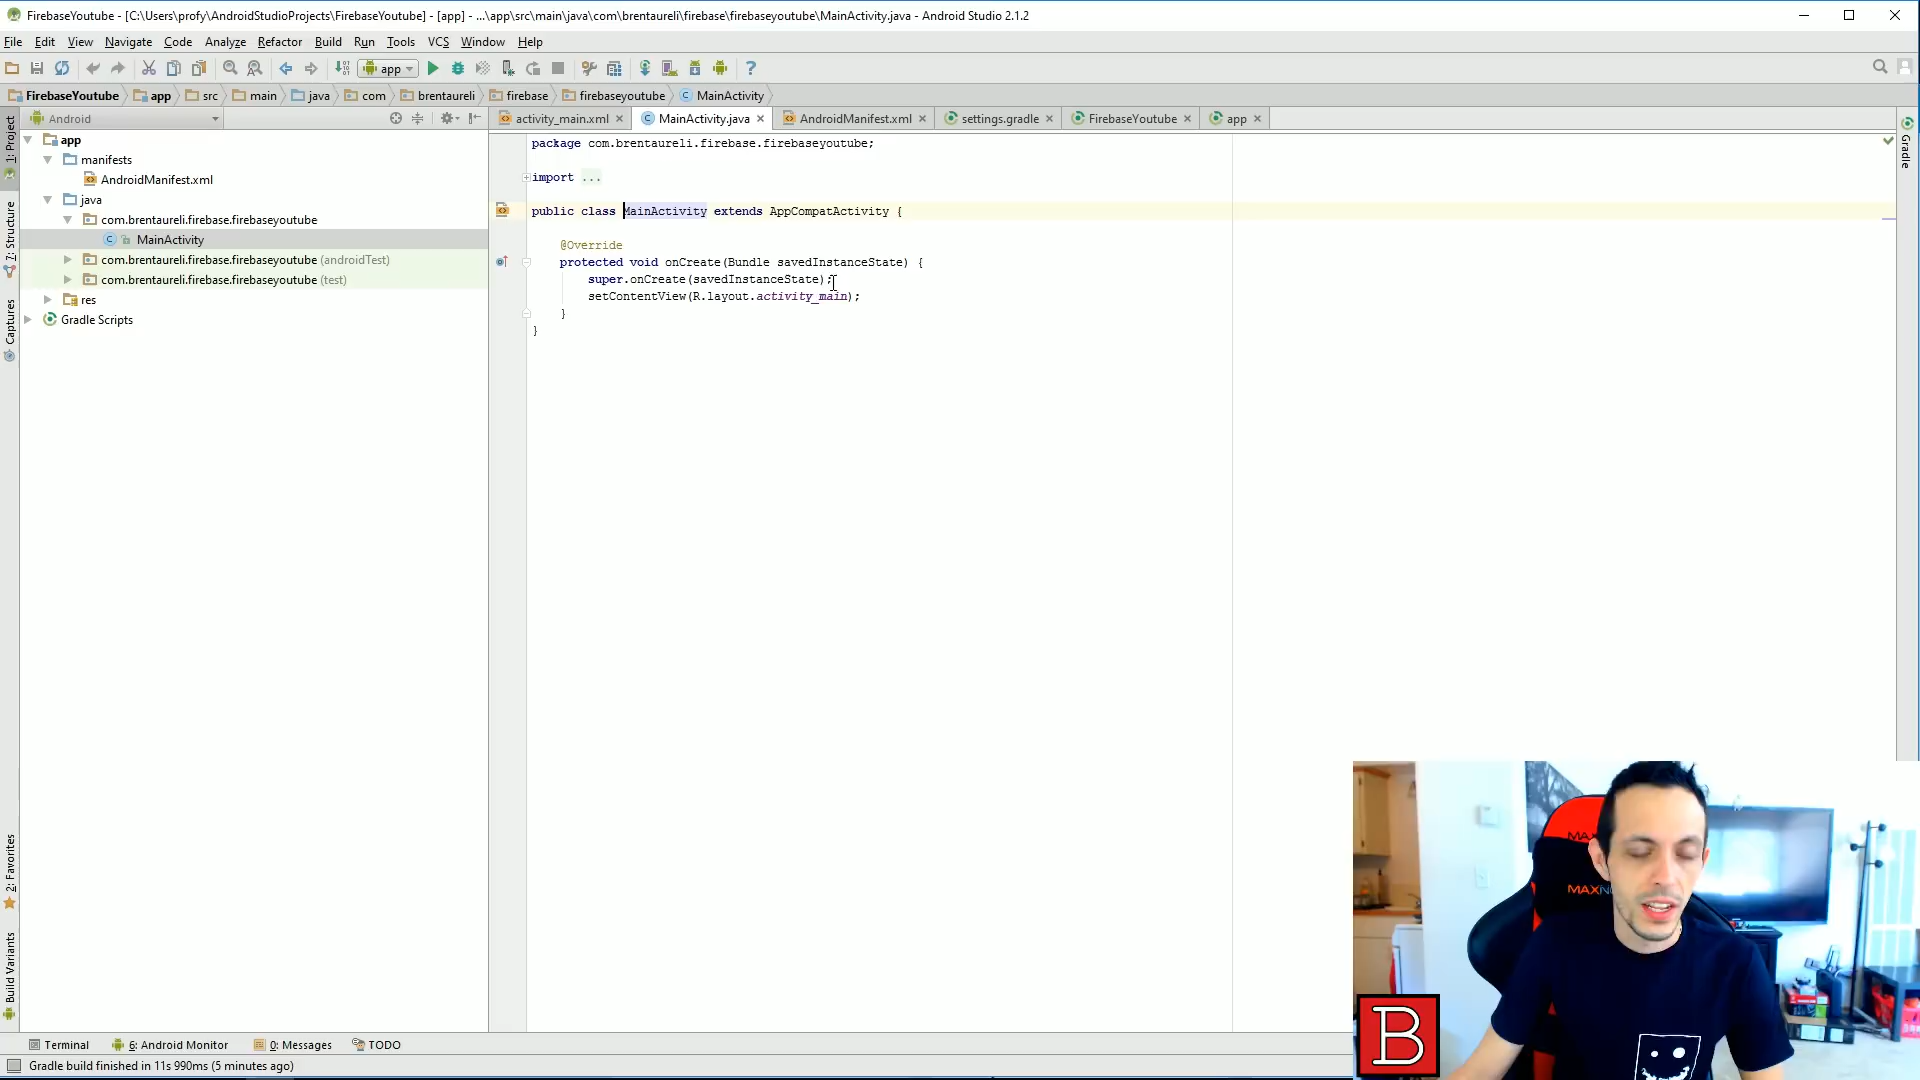 FirebaseYoutube - [C:\Users\profy\AndroidStudioProjects\FirebaseYoutube] - [app] - ...\app\src\main\java\com\brentaureli\firebase\firebaseyoutube\MainActivity.java - Android Studio 2.1.2
File Edit View Navigate Code Analyze Refactor Build Run Tools VCS Window Help
app
FirebaseYoutube app src main java com brentaureli firebase firebaseyoutube MainActivity
Android
activity_main.xml MainActivity.java AndroidManifest.xml settings.gradle FirebaseYoutube app
1: Project
7: Structure
Captures
2: Favorites
Build Variants
Gradle
app
manifests
AndroidManifest.xml
java
com.brentaureli.firebase.firebaseyoutube
MainActivity
com.brentaureli.firebase.firebaseyoutube (androidTest)
com.brentaureli.firebase.firebaseyoutube (test)
res
Gradle Scripts
package com.brentaureli.firebase.firebaseyoutube;
import ...
public class MainActivity extends AppCompatActivity {
@Override
protected void onCreate(Bundle savedInstanceState) {
super.onCreate(savedInstanceState);
setContentView(R.layout.activity_main);
}
}
B
Terminal 6: Android Monitor 0: Messages TODO
Gradle build finished in 11s 990ms (5 minutes ago)